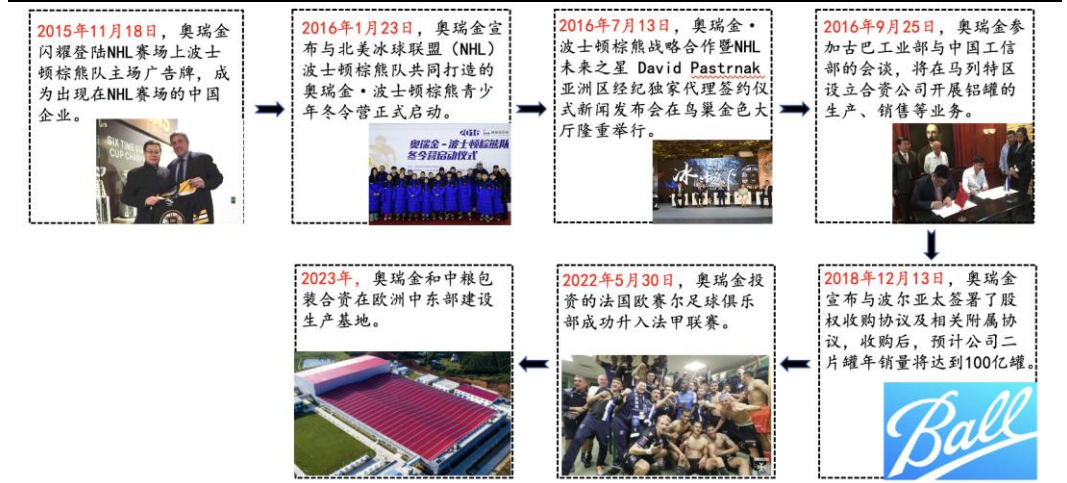 2015年11月18日，奥瑞金
闪耀登陆NHL赛场上波士
顿棕熊队主场广告牌，成
为出现在NHL赛场的中国
企业。
SIX TIME S
CUP CHAM
2016年1月23日，奥瑞金宣
布与北美冰球联盟（NHL）
波士顿棕熊队共同打造的
奥瑞金·波士顿棕熊青少
年冬令营正式启动。
奥瑞金-波士顿棕熊队
冬令营启动仪式
2016年7月13日，奥瑞金·
波士顿棕熊战略合作暨NHL
未来之星 David Pastrnak
亚洲区经纪独家代理签约仪
式新闻发布会在鸟巢金色大
厅隆重举行。
2016年9月25日，奥瑞金参
加古巴工业部与中国工信
部的会谈，将在马列特区
设立合资公司开展铝罐的
生产、销售等业务。
2018年12月13日，奥瑞金
宣布与波尔亚太签署了股
权收购协议及相关附属协
议，收购后，预计公司二
片罐年销量将达到100亿罐。
Ball
2022年5月30日，奥瑞金投
资的法国欧赛尔足球俱乐
部成功升入法甲联赛。
2023年，奥瑞金和中粮包
装合资在欧洲中东部建设
生产基地。